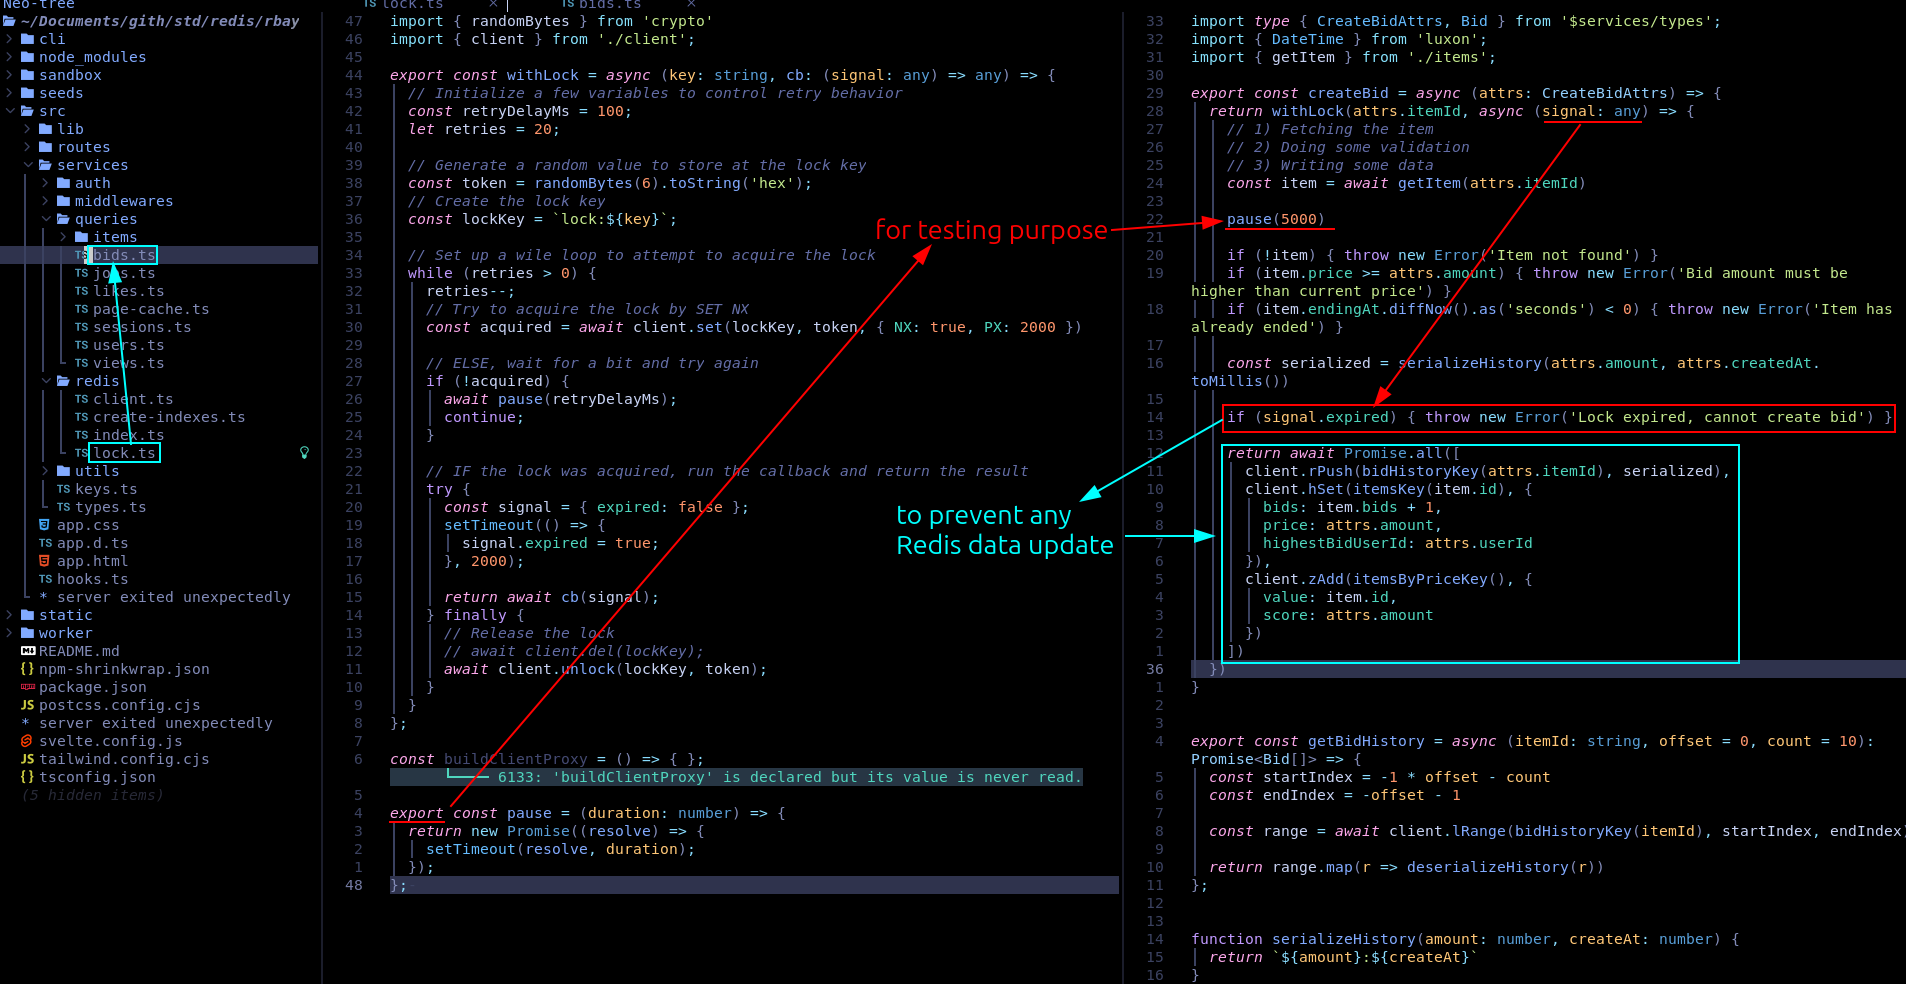 Neo-tree
~/Documents/gith/std/redis/rbay
cli
node_modules
sandbox
seeds
src
lib
routes
services
auth
middlewares
queries
items
TS bids.ts
TS
TS likes.ts
TS page-cache.ts
TS sessions.ts
TS users.ts
TS views.ts
redis
TS client.ts
TS create-indexes.ts
TS index.ts
TS lock.ts
utils
TS keys.ts
TS types.ts
app.css
TS app.d.ts
app.html
TS hooks.ts
* server exited unexpectedly
static
worker
README.md
{} npm-shrinkwrap.json
package.json
JS postcss.config.cjs
* server exited unexpectedly
svelte.config.js
JS tailwind.config.cjs
{} tsconfig.json
(5 hidden items)
TS lock.ts × TS bids.ts ×
47 import { randomBytes } from 'crypto'
46 import { client } from './client';
45
44 export const withLock = async (key: string, cb: (signal: any) => any) => {
43 // Initialize a few variables to control retry behavior
42 const retryDelayMs = 100;
41 let retries = 20;
40
39 // Generate a random value to store at the lock key
38 const token = randomBytes(6).toString('hex');
37 // Create the lock key
36 const lockKey = `lock:${key}`;
35
34 // Set up a wile loop to attempt to acquire the lock
33 while (retries > 0) {
32 retries--;
31 // Try to acquire the lock by SET NX
30 const acquired = await client.set(lockKey, token, { NX: true, PX: 2000 })
29
28 // ELSE, wait for a bit and try again
27 if (!acquired) {
26 await pause(retryDelayMs);
25 continue;
24 }
23
22 // IF the lock was acquired, run the callback and return the result
21 try {
20 const signal = { expired: false };
19 setTimeout(() => {
18 signal.expired = true;
17 }, 2000);
16
15 return await cb(signal);
14 } finally {
13 // Release the lock
12 // await client.del(lockKey);
11 await client.unlock(lockKey, token);
10 }
9 }
8 };
7
6 const buildClientProxy = () => { };
6133: 'buildClientProxy' is declared but its value is never read.
5
4 export const pause = (duration: number) => {
3 return new Promise((resolve) => {
2 setTimeout(resolve, duration);
1 });
48 };
for testing purpose
to prevent any
Redis data update
33 import type { CreateBidAttrs, Bid } from '$services/types';
32 import { DateTime } from 'luxon';
31 import { getItem } from './items';
30
29 export const createBid = async (attrs: CreateBidAttrs) => {
28 return withLock(attrs.itemId, async (signal: any) => {
27 // 1) Fetching the item
26 // 2) Doing some validation
25 // 3) Writing some data
24 const item = await getItem(attrs.itemId)
22 pause(5000)
21
20 if (!item) { throw new Error('Item not found') }
19 if (item.price >= attrs.amount) { throw new Error('Bid amount must be
higher than current price') }
18 if (item.endingAt.diffNow().as('seconds') < 0) { throw new Error('Item has
already ended') }
17
16 const serialized = serializeHistory(attrs.amount, attrs.createdAt.
toMillis())
15
14 if (signal.expired) { throw new Error('Lock expired, cannot create bid') }
13
12 return await Promise.all([
11 client.rPush(bidHistoryKey(attrs.itemId), serialized),
10 client.hSet(itemsKey(item.id), {
9 bids: item.bids + 1,
8 price: attrs.amount,
7 highestBidUserId: attrs.userId
6 }),
5 client.zAdd(itemsByPriceKey(), {
4 value: item.id,
3 score: attrs.amount
2 })
1 ])
36 })
1 }
2
3
4 export const getBidHistory = async (itemId: string, offset = 0, count = 10):
Promise<Bid[]> => {
5 const startIndex = -1 * offset - count
6 const endIndex = -offset - 1
7
8 const range = await client.lRange(bidHistoryKey(itemId), startIndex, endIndex)
9
10 return range.map(r => deserializeHistory(r))
11 };
12
13
14 function serializeHistory(amount: number, createAt: number) {
15 return `${amount}:${createAt}`
16 }